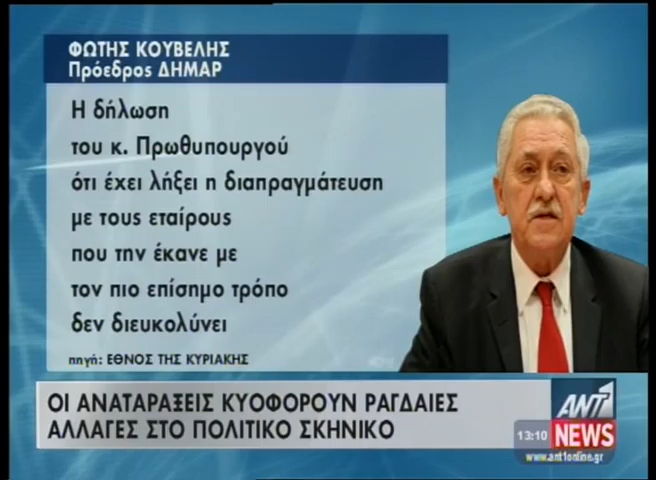 ΦΩΤΗΣ ΚΟΥΒΕΛΗΣ
Πρόεδρος ΔΗΜΑΡ
Η δήλωση
του κ. Πρωθυπουργού
ότι έχει λήξει η διαπραγμάτευση
με τους εταίρους
που την έκανε με
τον πιο επίσημο τρόπο
δεν διευκολύνει
πηγή: ΕΘΝΟΣ ΤΗΣ ΚΥΡΙΑΚΗΣ
ΟΙ ΑΝΑΤΑΡΑΞΕΙΣ ΚΥΟΦΟΡΟΥΝ ΡΑΓΔΑΙΕΣ
ΑΛΛΑΓΕΣ ΣΤΟ ΠΟΛΙΤΙΚΟ ΣΚΗΝΙΚΟ
ANT1
13:10 NEWS
www.ant1online.gr